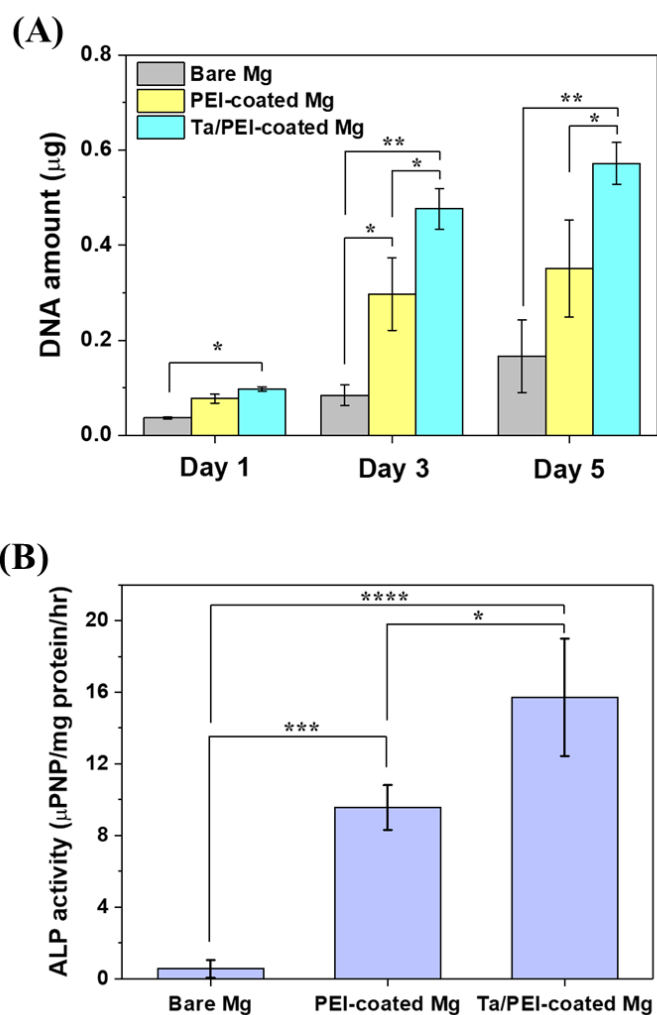 (A)
DNA amount (μg)
0.8
0.6
0.4
0.2
0.0
Bare Mg
PEI-coated Mg
Ta/PEI-coated Mg
*
*
**
*
**
*
Day 1 Day 3 Day 5
(B)
ALP activity (μPNP/mg protein/hr)
20
16
12
8
4
0
****
*
***
Bare Mg PEI-coated Mg Ta/PEI-coated Mg